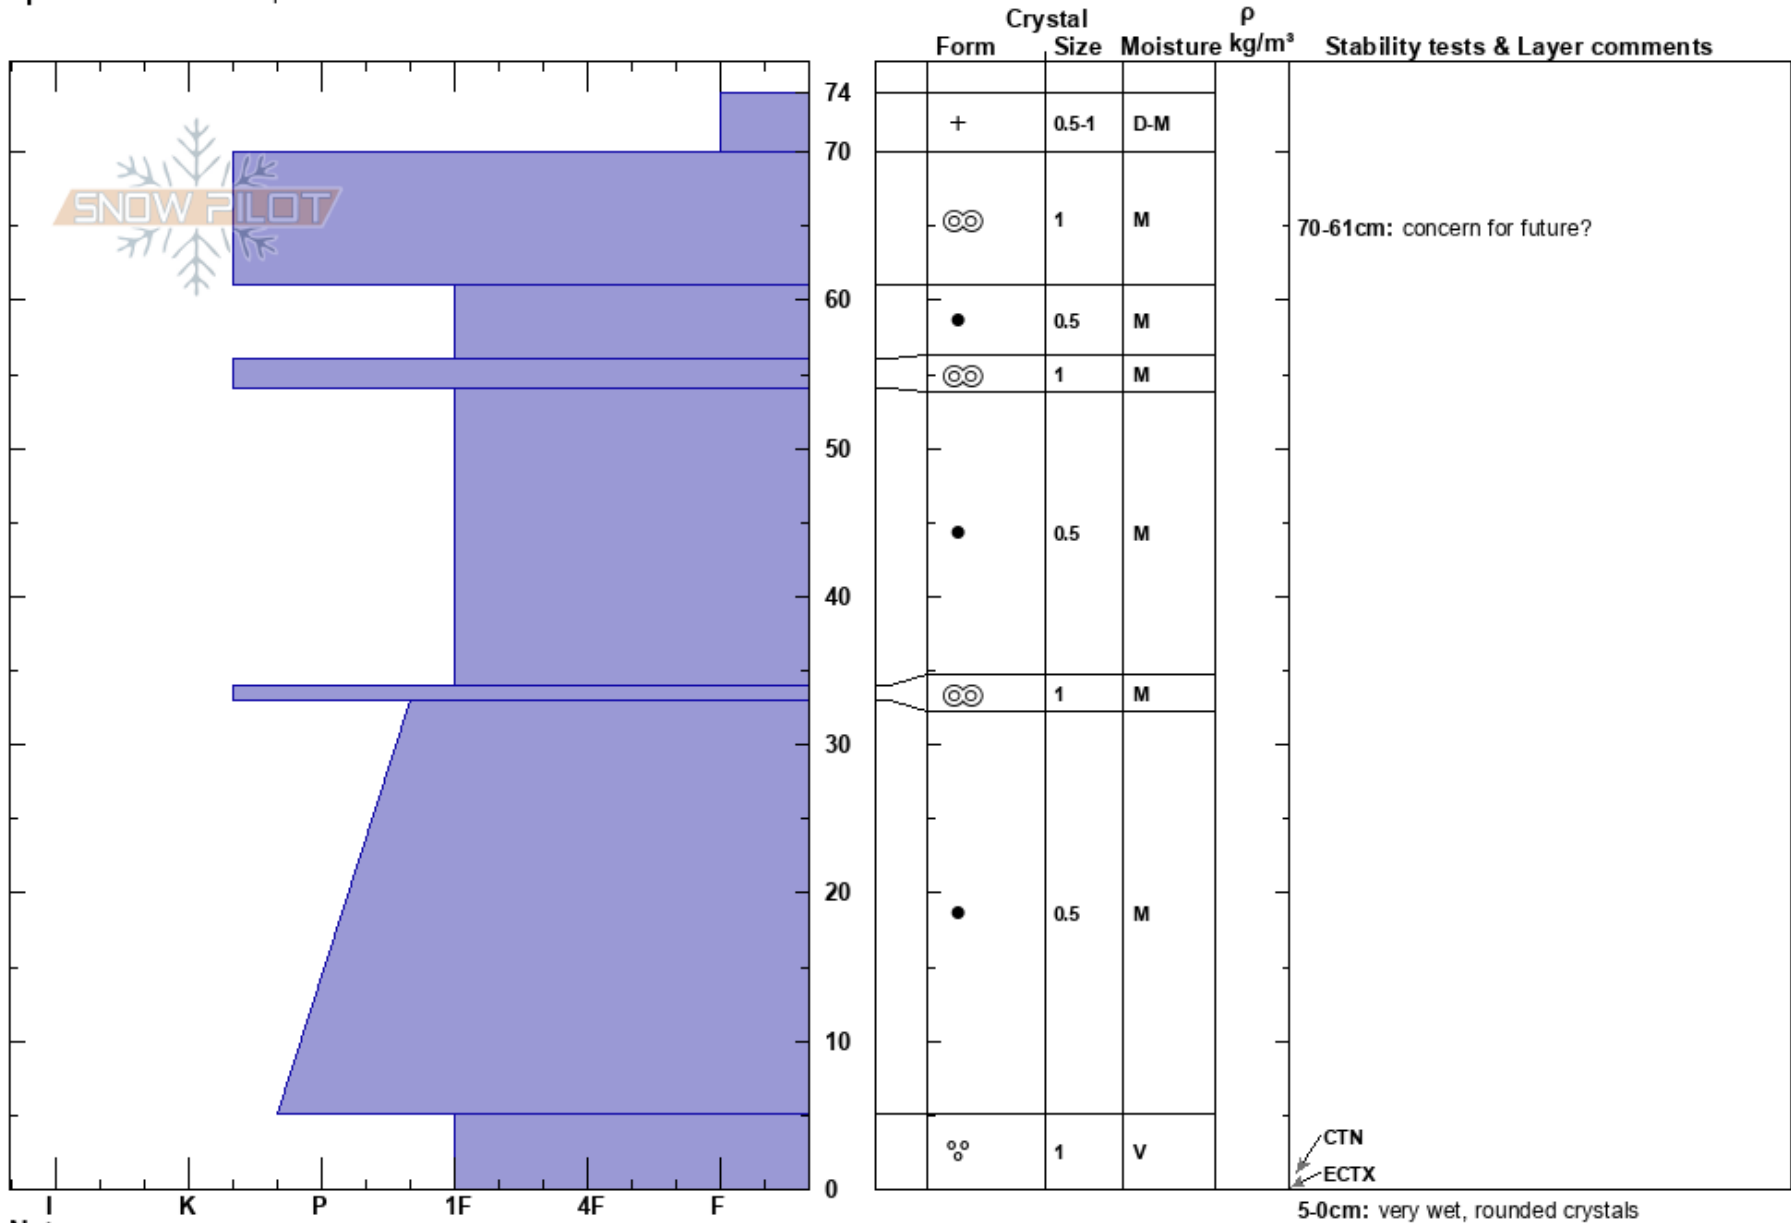 Crystal ρ
Form Size Moisture kg/m³ Stability tests & Layer comments
74
+ 0.5-1 D-M
70
SNOW PILOT
1 M
70-61cm: concern for future?
60
0.5 M
1 M
50
0.5 M
40
1 M
30
20
0.5 M
10
CTN
1 V
ECTX
0
I K P 1F 4F F
5-0cm: very wet, rounded crystals